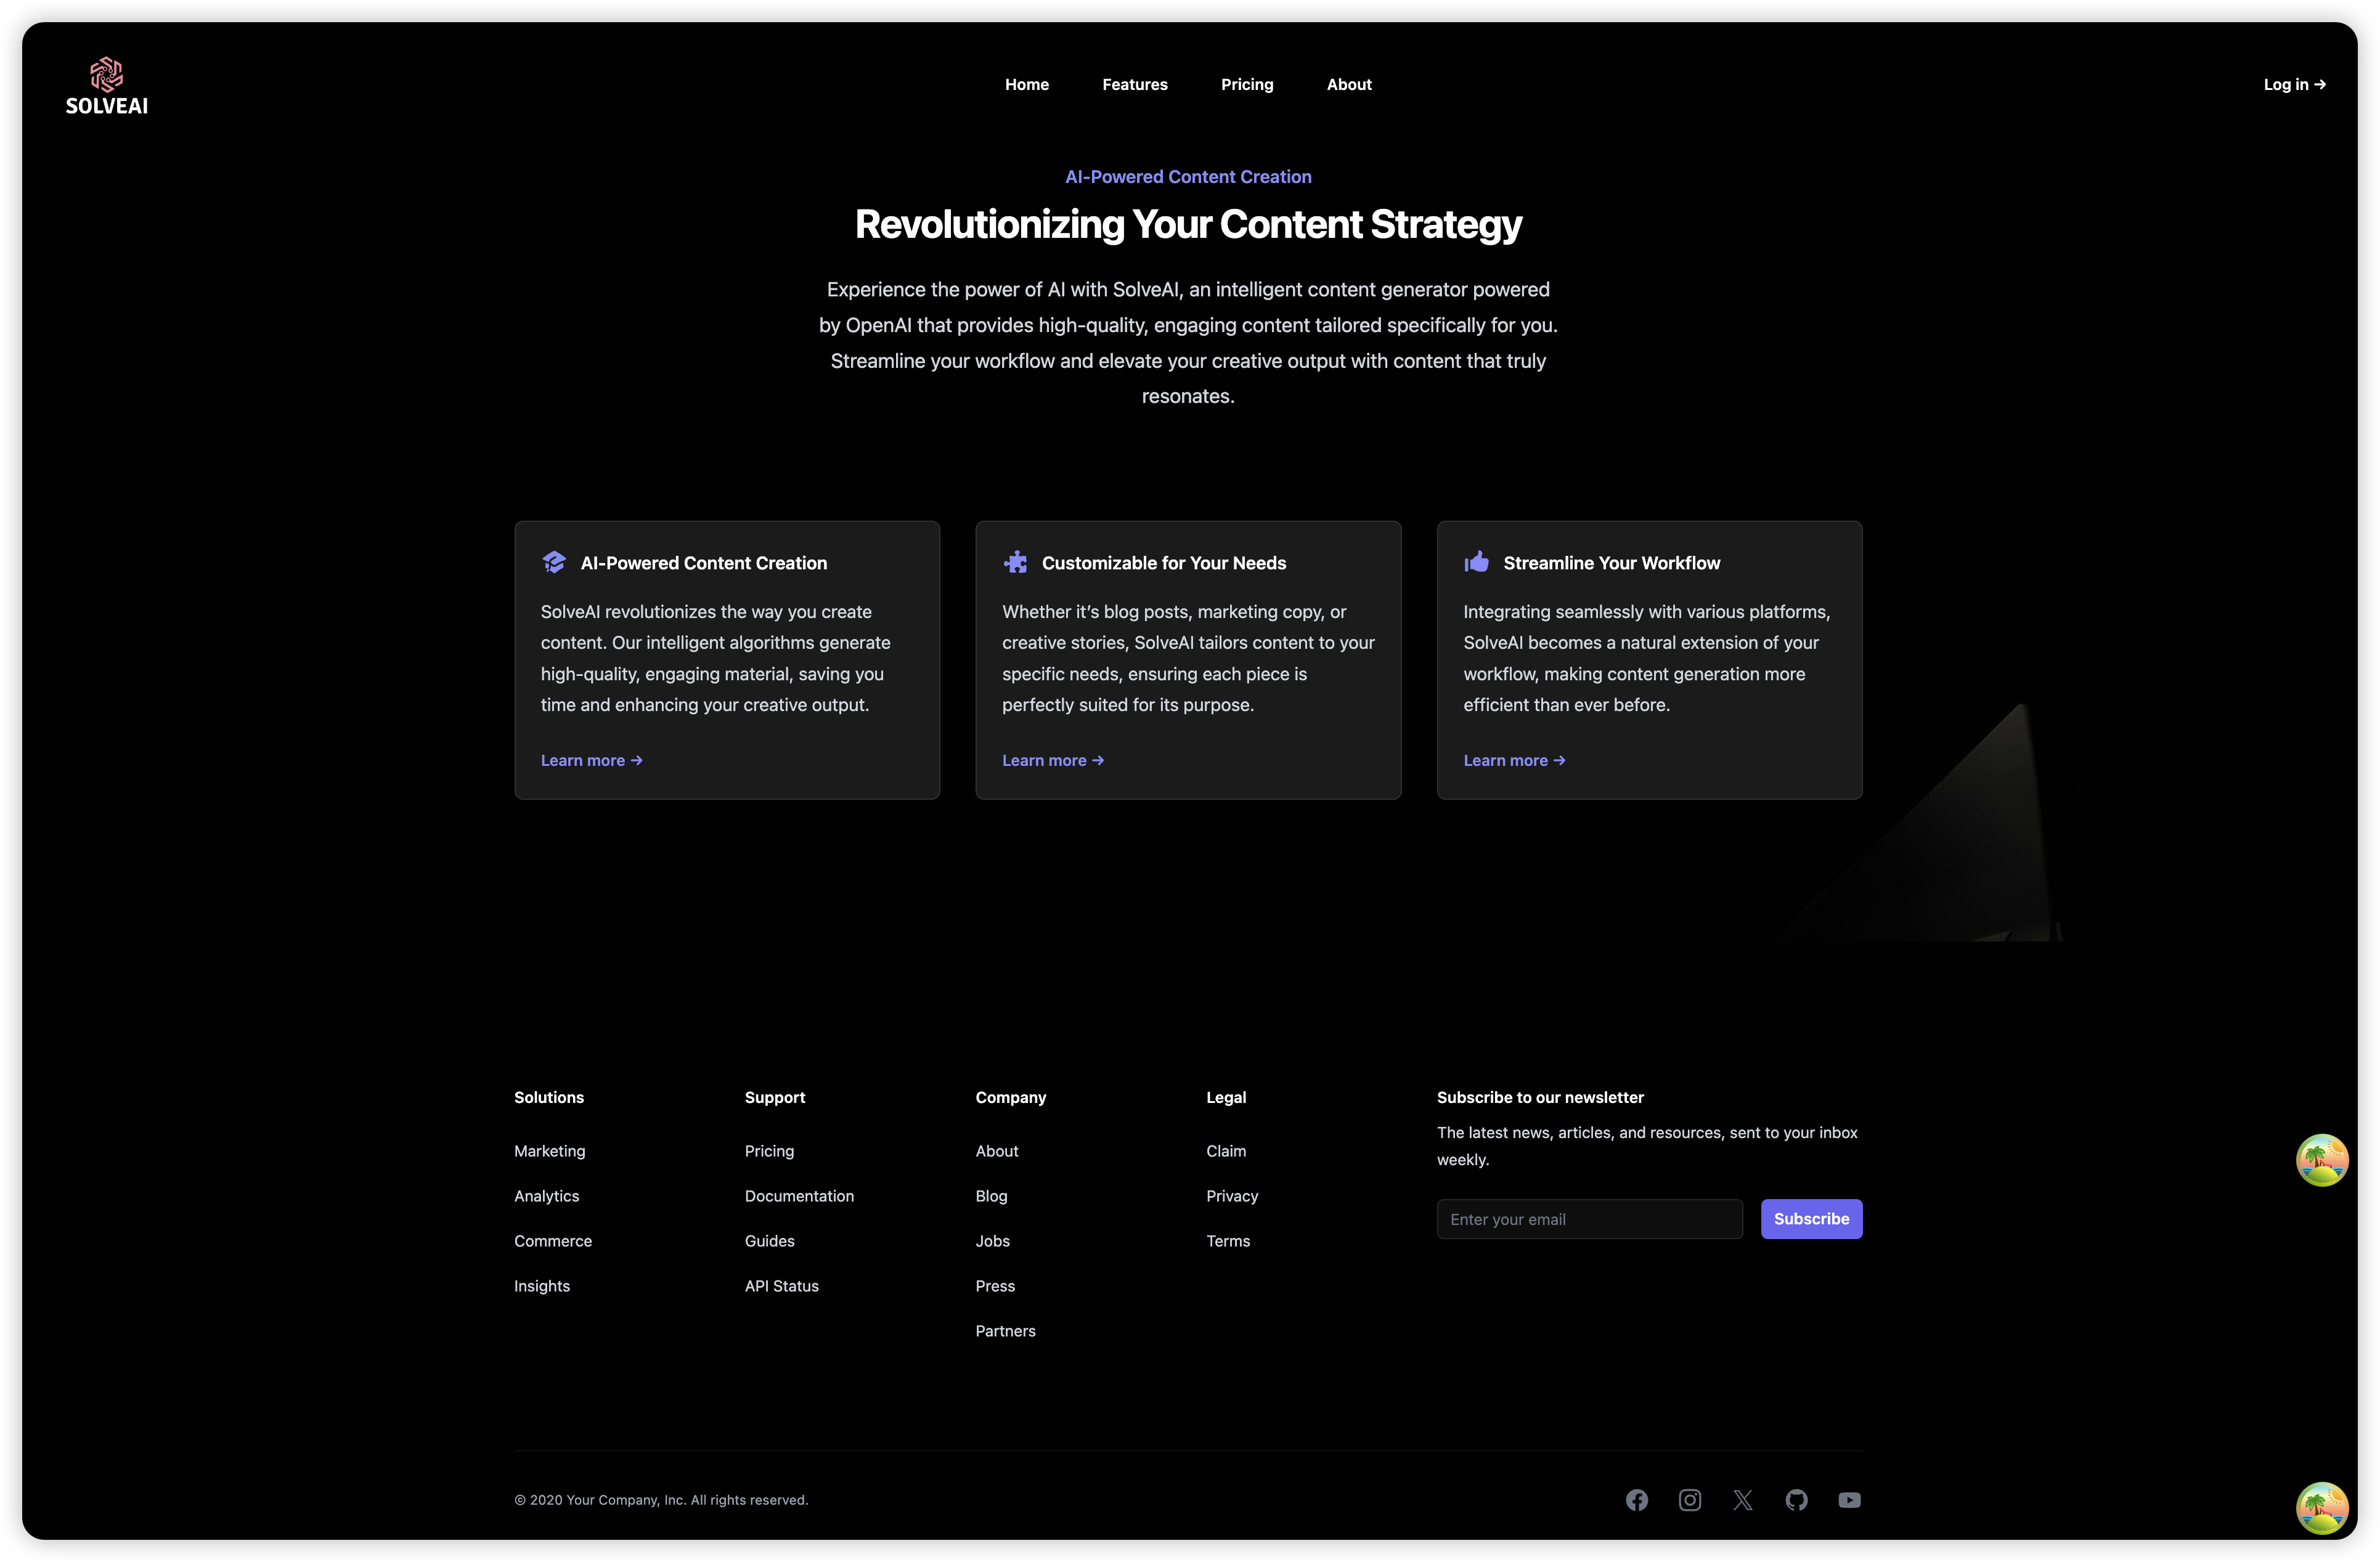 SOLVEAI
Home Features Pricing About
Log in →
AI-Powered Content Creation
Revolutionizing Your Content Strategy
Experience the power of AI with SolveAI, an intelligent content generator powered
by OpenAI that provides high-quality, engaging content tailored specifically for you.
Streamline your workflow and elevate your creative output with content that truly
resonates.
AI-Powered Content Creation
SolveAI revolutionizes the way you create
content. Our intelligent algorithms generate
high-quality, engaging material, saving you
time and enhancing your creative output.
Learn more →
Customizable for Your Needs
Whether it’s blog posts, marketing copy, or
creative stories, SolveAI tailors content to your
specific needs, ensuring each piece is
perfectly suited for its purpose.
Learn more →
Streamline Your Workflow
Integrating seamlessly with various platforms,
SolveAI becomes a natural extension of your
workflow, making content generation more
efficient than ever before.
Learn more →
Solutions
Marketing
Analytics
Commerce
Insights
Support
Pricing
Documentation
Guides
API Status
Company
About
Blog
Jobs
Press
Partners
Legal
Claim
Privacy
Terms
Subscribe to our newsletter
The latest news, articles, and resources, sent to your inbox
weekly.
Enter your email
Subscribe
© 2020 Your Company, Inc. All rights reserved.